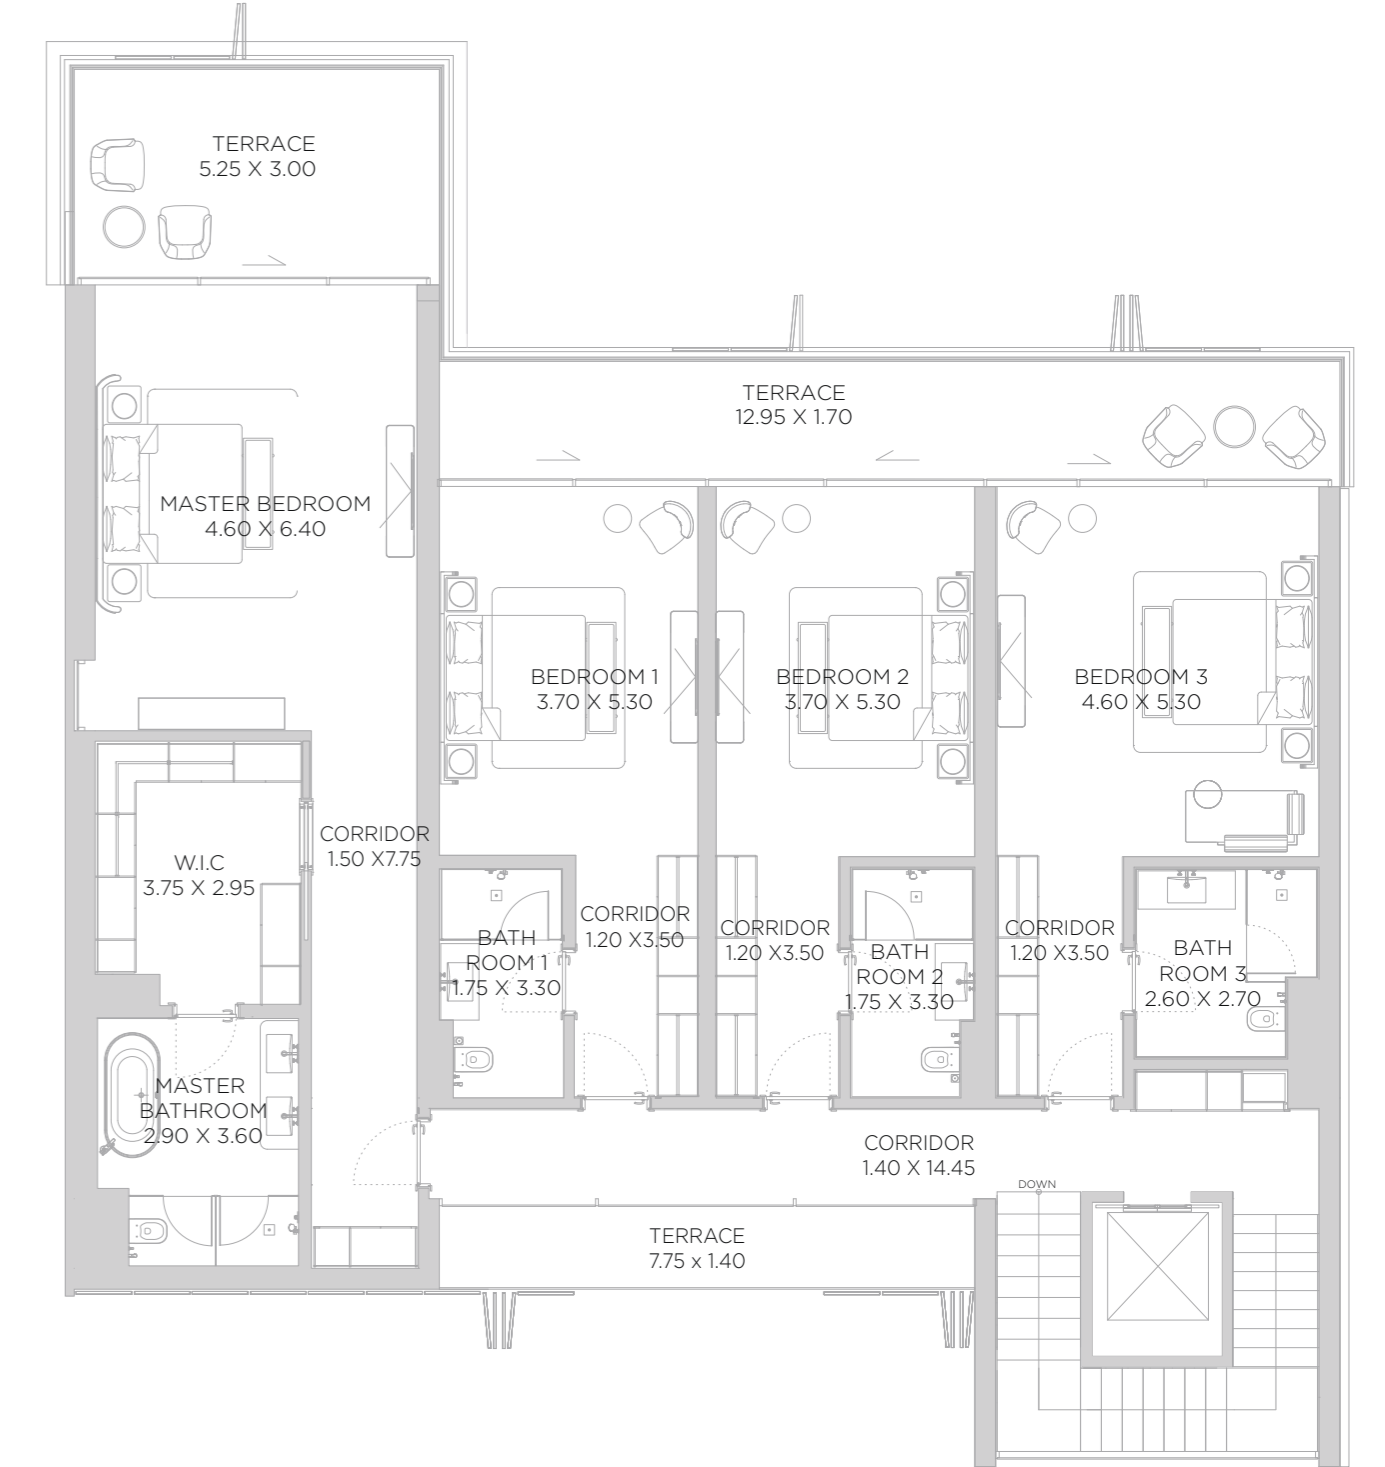 TERRACE
5.25 X 3.00
TERRACE
12.95 X 1.70
MASTER BEDROOM
4.60 X 6.40
BEDROOM 1
3.70 X 5.30
BEDROOM 2
3.70 X 5.30
BEDROOM 3
4.60 X 5.30
CORRIDOR
1.50 X7.75
W.I.C
3.75 X 2.95
CORRIDOR
1.20 X3.50
CORRIDOR
1.20 X3.50
CORRIDOR
1.20 X3.50
BATH
ROOM 1
1.75 X 3.30
BATH
ROOM 2
1.75 X 3.30
BATH
ROOM 3
2.60 X 2.70
MASTER
BATHROOM
2.90 X 3.60
CORRIDOR
1.40 X 14.45
DOWN
TERRACE
7.75 x 1.40